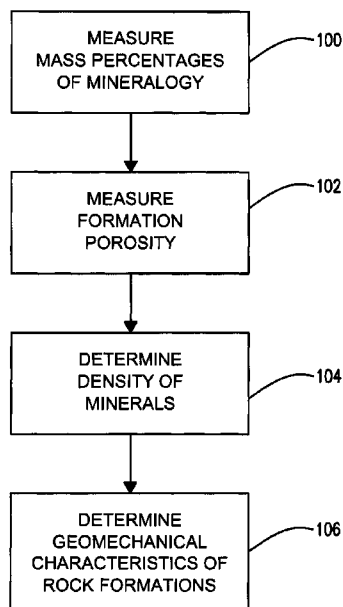 MEASURE
MASS PERCENTAGES
OF MINERALOGY
100
MEASURE
FORMATION
POROSITY
102
DETERMINE
DENSITY OF
MINERALS
104
DETERMINE
GEOMECHANICAL
CHARACTERISTICS OF
ROCK FORMATIONS
106